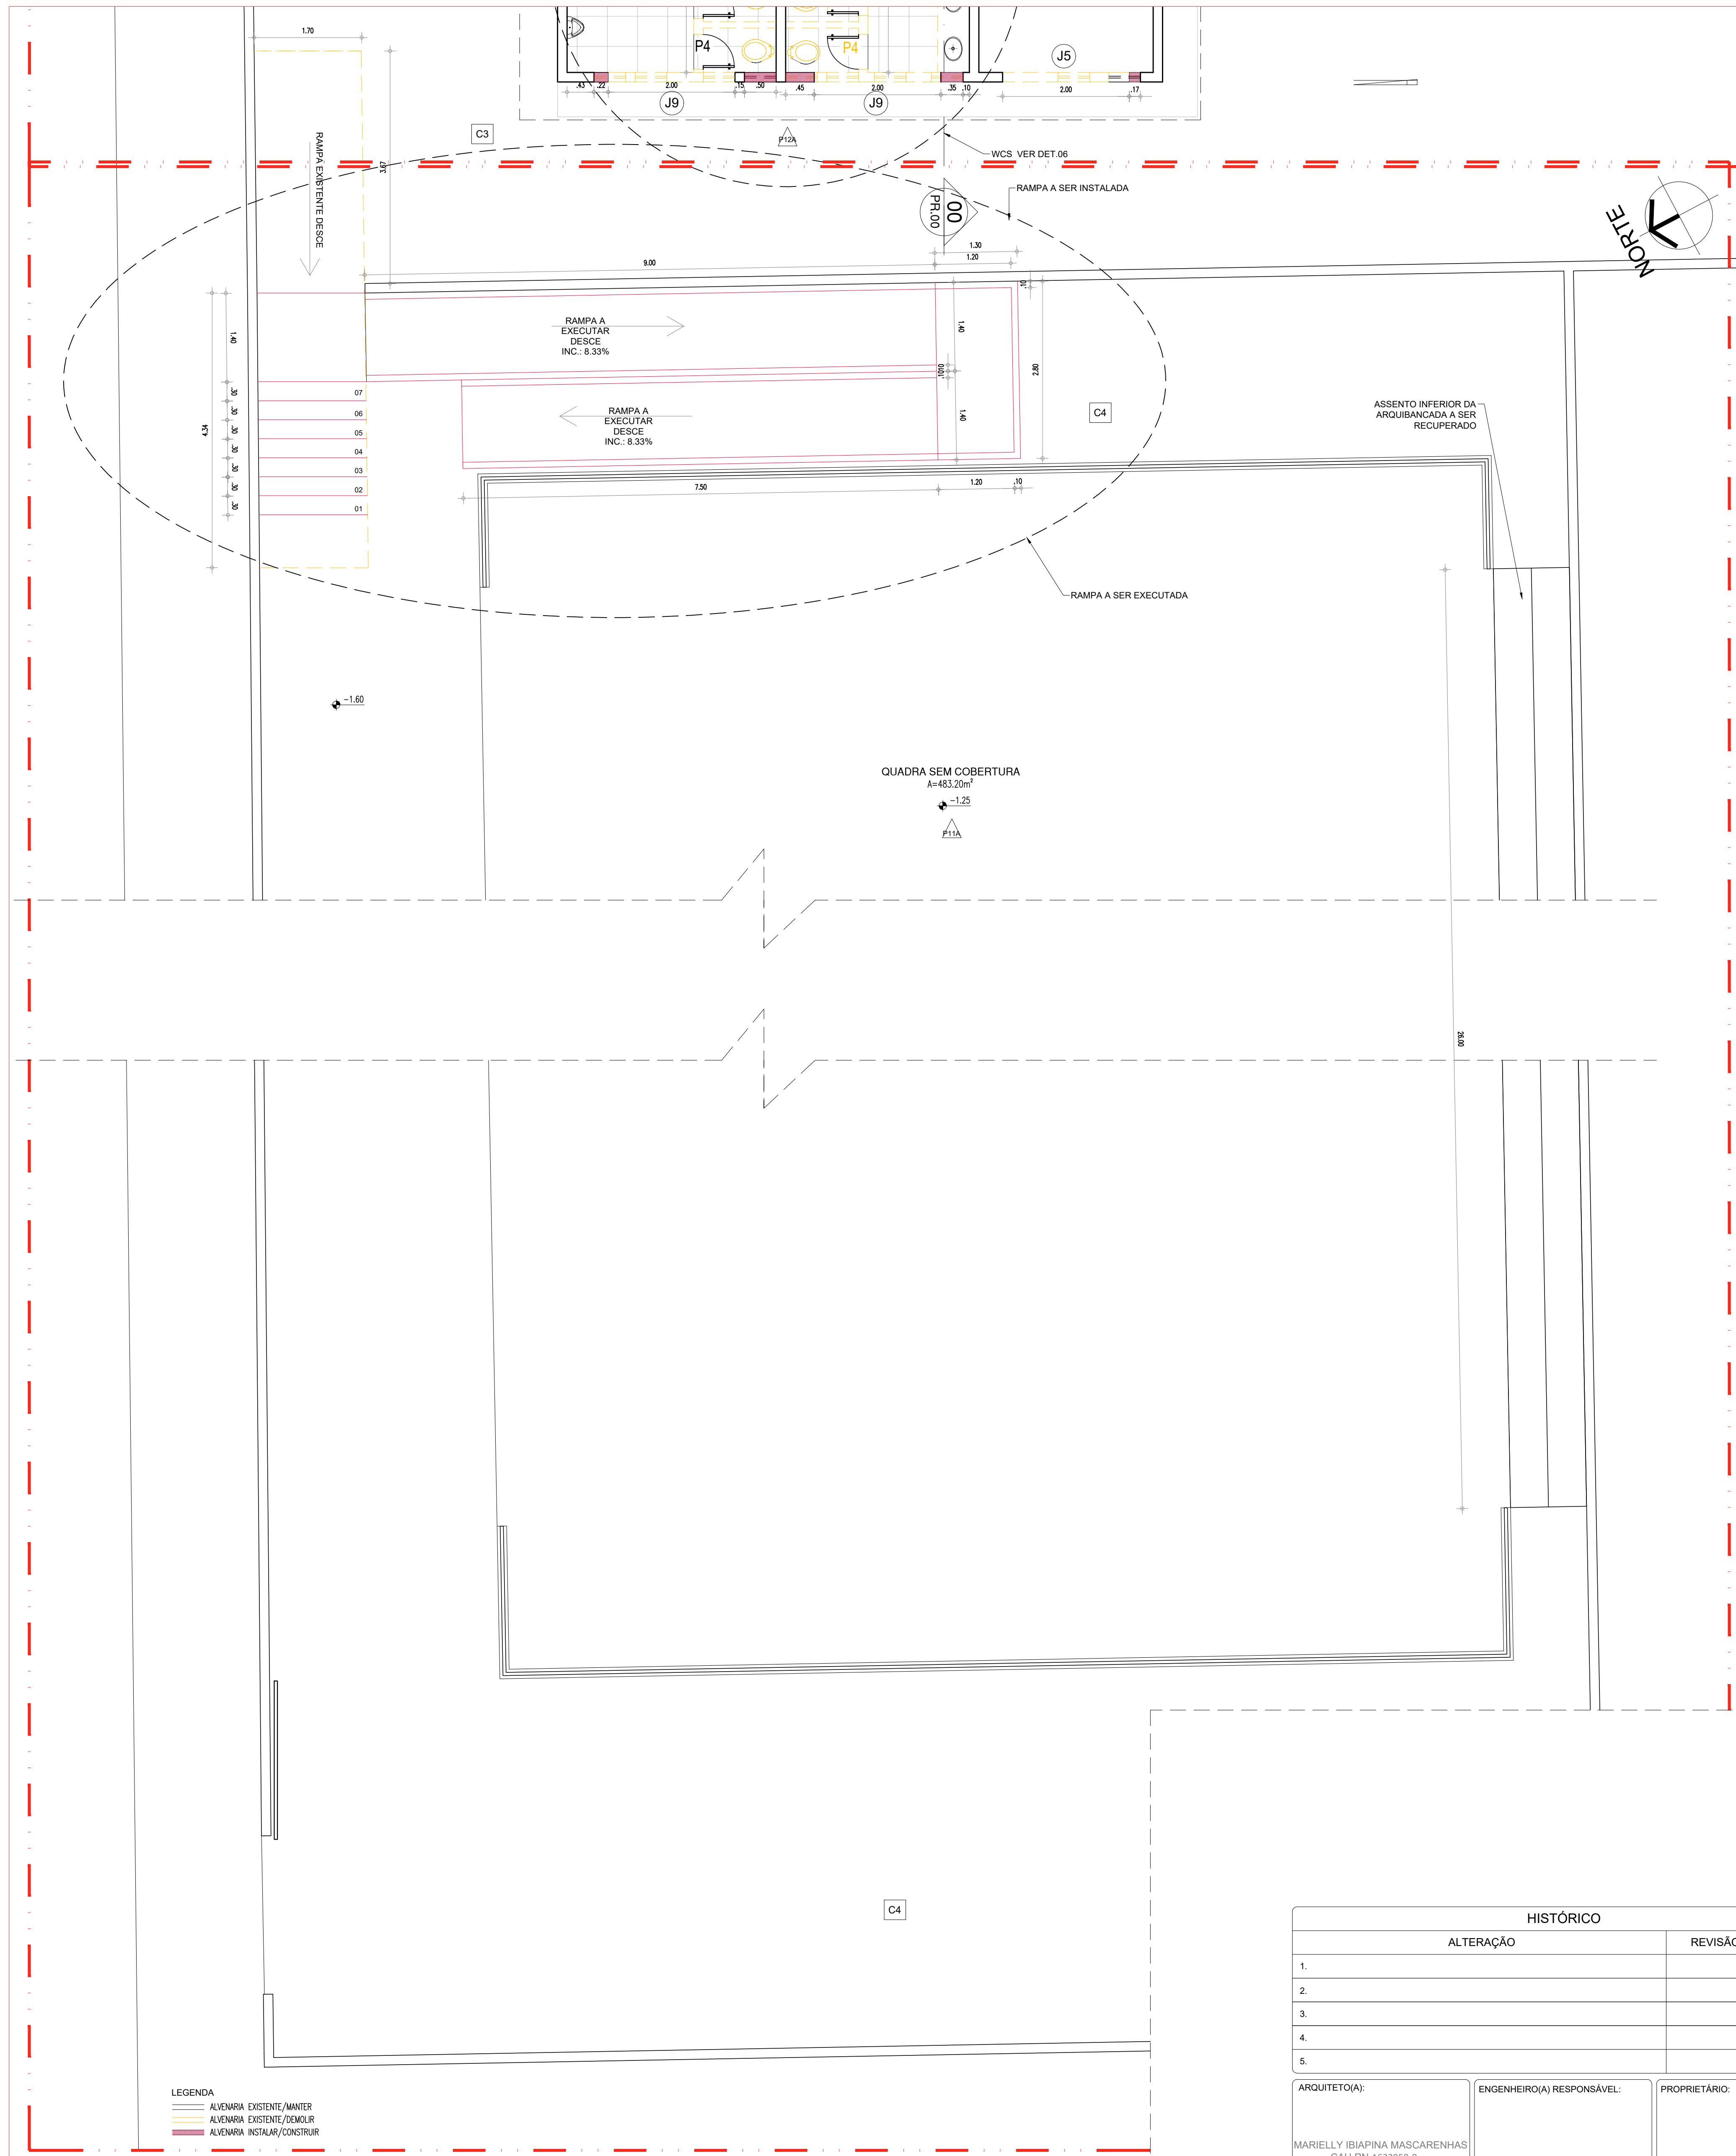 1.70
P4
P4
J5
.43
.22
2.00
.15
.50
.45
2.00
.35
.10
2.00
.17
J9
J9
C3
P12A
RAMPA EXISTENTE DESCE
3.67
WCS VER DET.06
RAMPA A SER INSTALADA
00
PR.00
NORTE
1.30
1.20
9.00
.10
RAMPA A
EXECUTAR
DESCE
INC.: 8.33%
1.40
1.40
2.80
.10
.10
RAMPA A
EXECUTAR
DESCE
INC.: 8.33%
1.40
C4
ASSENTO INFERIOR DA
ARQUIBANCADA A SER
RECUPERADO
4.34
.30
.30
.30
.30
.30
.30
.30
07
06
05
04
03
02
01
7.50
1.20
.10
RAMPA A SER EXECUTADA
-1.60
QUADRA SEM COBERTURA
A=483.20m²
-1.25
P11A
26.00
C4
HISTÓRICO
ALTERAÇÃO
REVISÃO
1.
2.
3.
4.
5.
ARQUITETO(A):
ENGENHEIRO(A) RESPONSÁVEL:
PROPRIETÁRIO:
MARIELLY IBIAPINA MASCARENHAS
LEGENDA
ALVENARIA EXISTENTE/MANTER
ALVENARIA EXISTENTE/DEMOLIR
ALVENARIA INSTALAR/CONSTRUIR